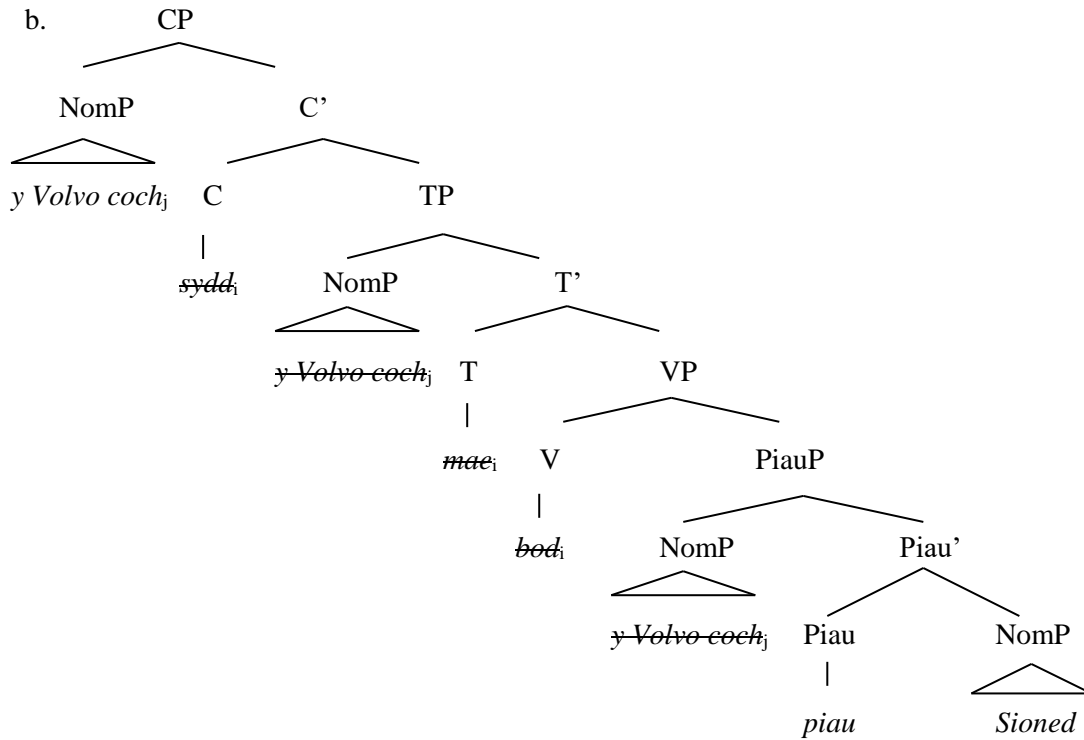 b. CP
NomP C’
y Volvo cochj C TP
syddi NomP T’
y Volvo cochj T VP
maei V PiauP
bodi NomP Piau’
y Volvo cochj Piau NomP
piau Sioned